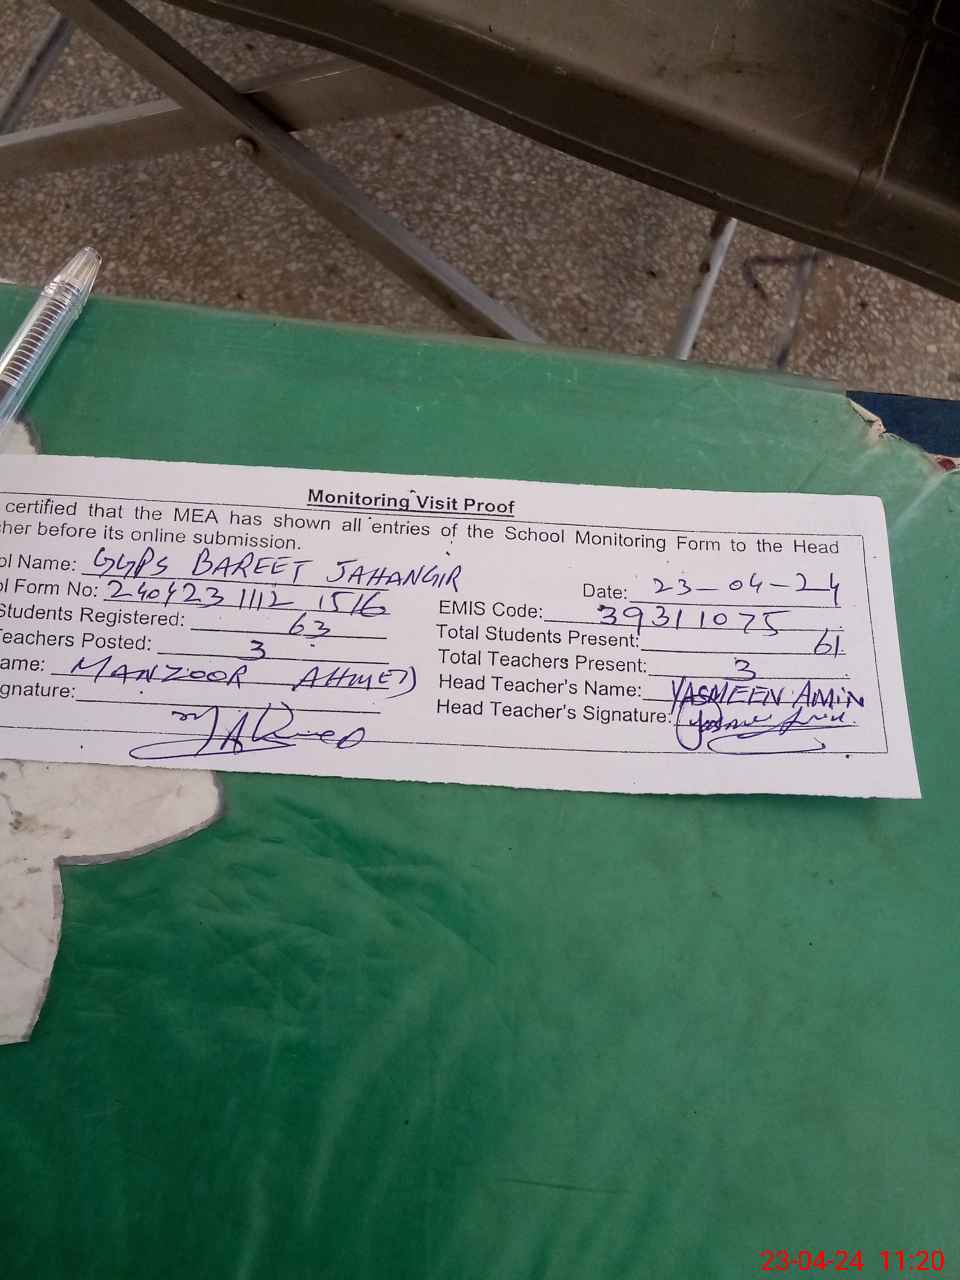 Monitoring Visit Proof
certified that the MEA has shown all entries of the School Monitoring Form to the Head
cher before its online submission.
ol Name: GGPS BAREET JAHANGIR
Date: 23-04-24
ol Form No: 240423 1112 1516
EMIS Code: 39311075
Students Registered: 63
Total Students Present: 61
eachers Posted: 3
Total Teachers Present: 3
ame: MANZOOR AHMED
Head Teacher's Name: YASMEEN AMIN
gnature:
Head Teacher's Signature:
23-04-24 11:20